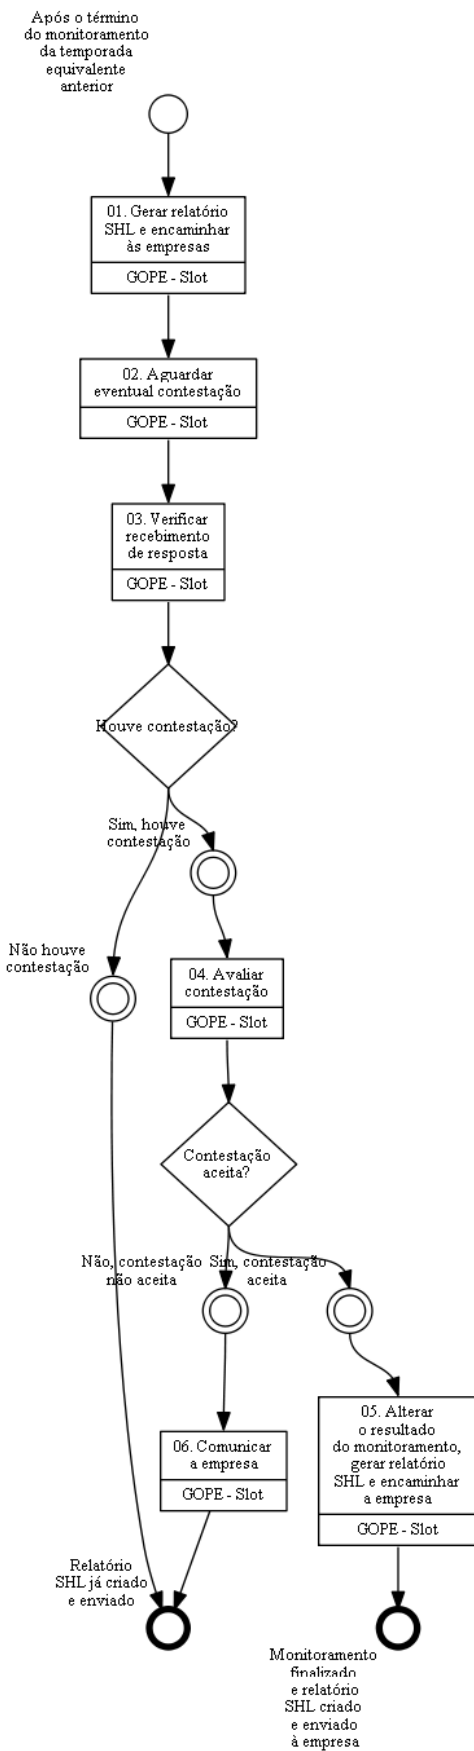 Após o término
do monitoramento
da temporada
equivalente
anterior
01. Gerar relatório
SHL e encaminhar
às empresas
GOPE - Slot
02. Aguardar
eventual contestação
GOPE - Slot
03. Verificar
recebimento
de resposta
GOPE - Slot
Houve contestação?
Sim, houve
contestação
Não houve
contestação
04. Avaliar
contestação
GOPE - Slot
Contestação
aceita?
Não, contestação
não aceita
Sim, contestação
aceita
05. Alterar
o resultado
do monitoramento,
gerar relatório
SHL e encaminhar
a empresa
GOPE - Slot
06. Comunicar
a empresa
GOPE - Slot
Relatório
SHL já criado
e enviado
Monitoramento
finalizado
e relatório
SHL criado
e enviado
à empresa